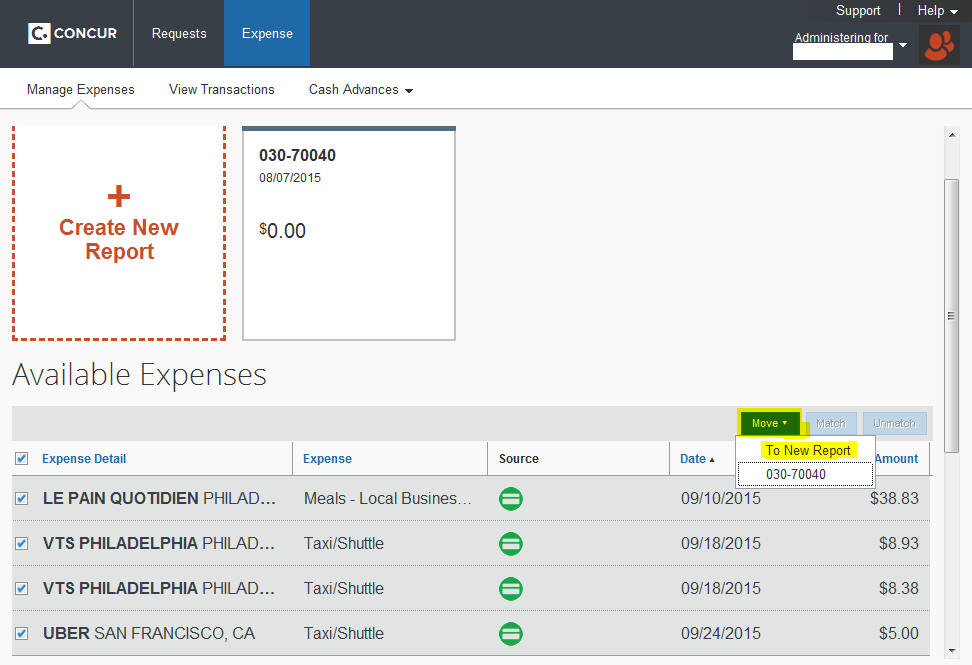 Support | Help
CONCUR Requests Expense
Administering for
Manage Expenses View Transactions Cash Advances
+
Create New
Report
030-70040
08/07/2015
$0.00
Available Expenses
Move Match Unmatch
To New Report
030-70040
Expense Detail Expense Source Date Amount
LE PAIN QUOTIDIEN PHILAD... Meals - Local Busines... 09/10/2015 $38.83
VTS PHILADELPHIA PHILAD... Taxi/Shuttle 09/18/2015 $8.93
VTS PHILADELPHIA PHILAD... Taxi/Shuttle 09/18/2015 $8.38
UBER SAN FRANCISCO, CA Taxi/Shuttle 09/24/2015 $5.00